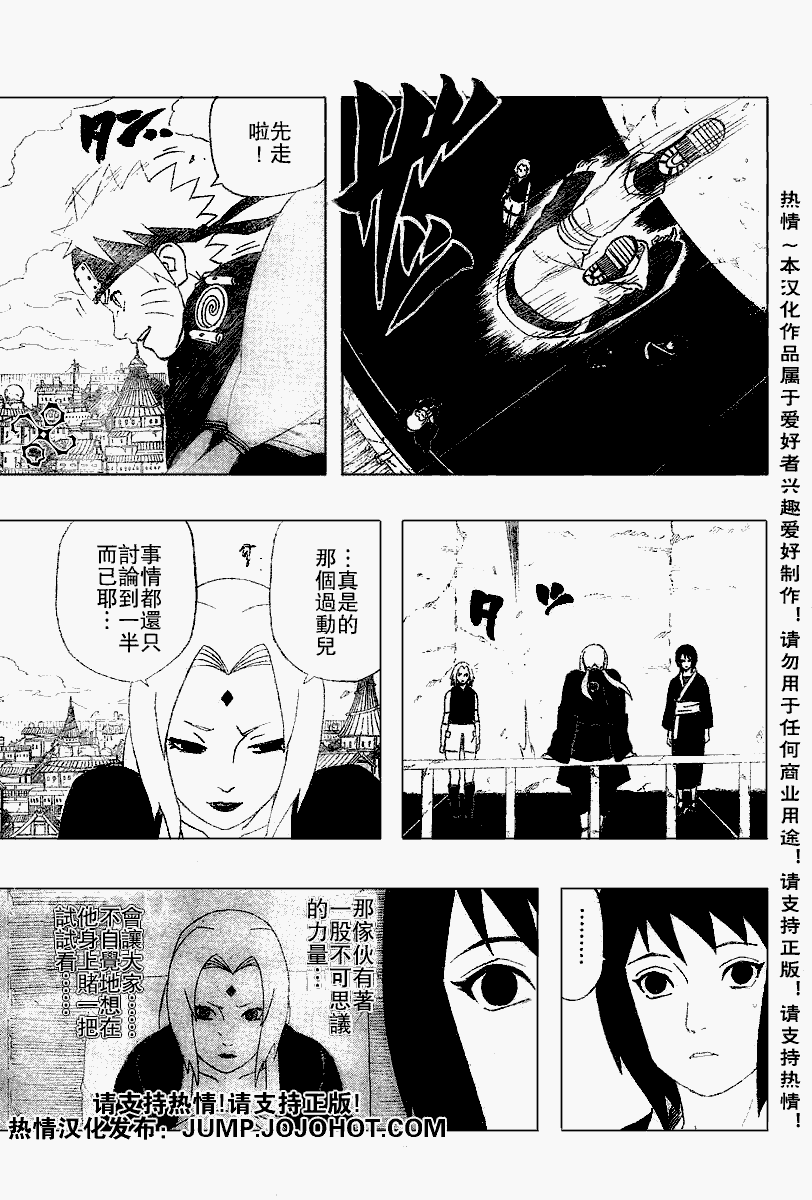 ザッ
先走
啦！
タン..
タッ
…真是的
那個過動兒
事情都還只
討論到一半
而已耶…
………
那傢伙有著
一股不可思議
的力量…
會讓大家……
不自覺地想在
他身上賭一把
試試看……
请支持热情!请支持正版!
热情汉化发布：JUMP.JOJOHOT.COM
热情～本汉化作品属于爱好者兴趣爱好制作！请勿用于任何商业用途！请支持正版！请支持热情！